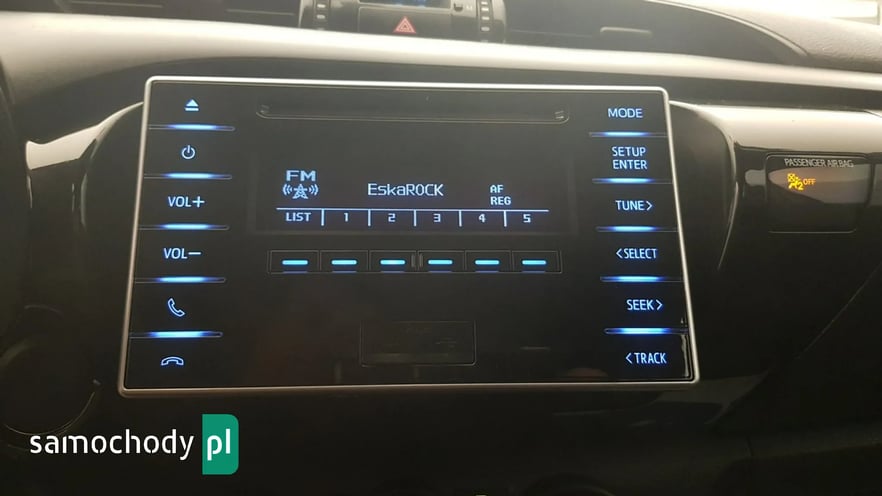 MODE
SETUP
ENTER
PASSENGER AIR BAG
OFF
FM
EskaROCK
AF
REG
VOL+
TUNE>
LIST 1 2 3 4 5
VOL-
<SELECT
SEEK>
<TRACK
samochody pl